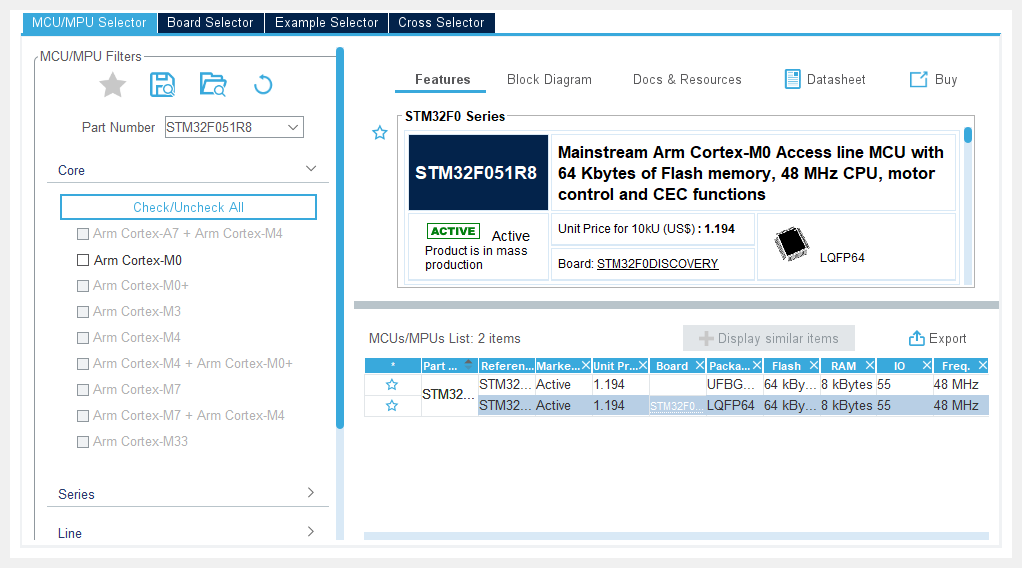 MCU/MPU Selector Board Selector Example Selector Cross Selector
MCU/MPU Filters
Part Number STM32F051R8
Core
Check/Uncheck All
Arm Cortex-A7 + Arm Cortex-M4
Arm Cortex-M0
Arm Cortex-M0+
Arm Cortex-M3
Arm Cortex-M4
Arm Cortex-M4 + Arm Cortex-M0+
Arm Cortex-M7
Arm Cortex-M7 + Arm Cortex-M4
Arm Cortex-M33
Series
Line
Features Block Diagram Docs & Resources Datasheet Buy
STM32F0 Series
STM32F051R8
Mainstream Arm Cortex-M0 Access line MCU with
64 Kbytes of Flash memory, 48 MHz CPU, motor
control and CEC functions
ACTIVE Active
Product is in mass
production
Unit Price for 10kU (US$) : 1.194
Board: STM32F0DISCOVERY
LQFP64
MCUs/MPUs List: 2 items Display similar items Export
* Part ... Referen... Marke... Unit Pr... Board Packa... Flash RAM IO Freq.
STM32... STM32... Active 1.194 UFBG... 64 kBy... 8 kBytes 55 48 MHz
STM32... Active 1.194 STM32F0... LQFP64 64 kBy... 8 kBytes 55 48 MHz